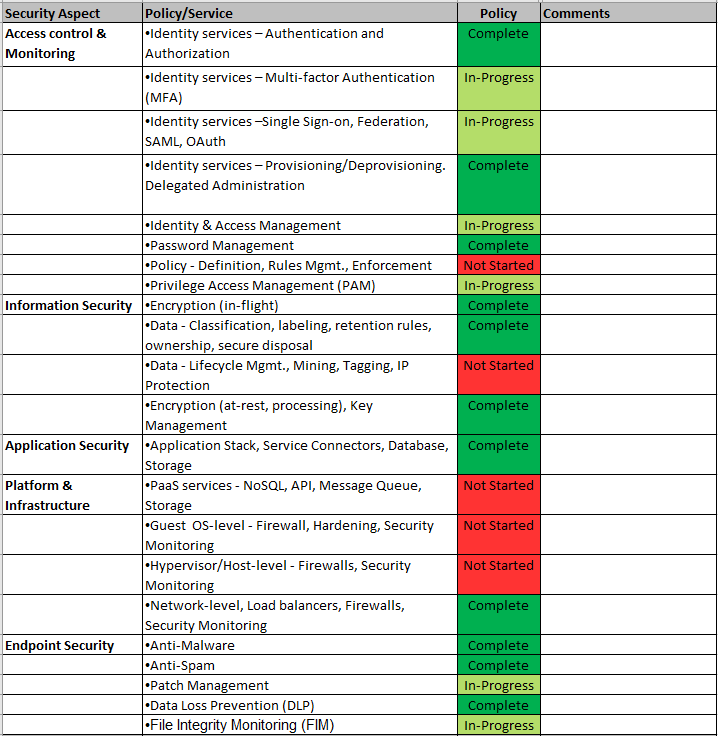 Security Aspect Policy/Service Policy Comments
Access control & •Identity services – Authentication and Complete
Monitoring Authorization
•Identity services – Multi-factor Authentication In-Progress
(MFA)
•Identity services –Single Sign-on, Federation, In-Progress
SAML, OAuth
•Identity services – Provisioning/Deprovisioning. Complete
Delegated Administration
•Identity & Access Management In-Progress
•Password Management Complete
•Policy - Definition, Rules Mgmt., Enforcement Not Started
•Privilege Access Management (PAM) In-Progress
Information Security •Encryption (in-flight) Complete
•Data - Classification, labeling, retention rules, Complete
ownership, secure disposal
•Data - Lifecycle Mgmt., Mining, Tagging, IP Not Started
Protection
•Encryption (at-rest, processing), Key Complete
Management
Application Security •Application Stack, Service Connectors, Database, Complete
Storage
Platform & •PaaS services - NoSQL, API, Message Queue, Not Started
Infrastructure Storage
•Guest  OS-level - Firewall, Hardening, Security Not Started
Monitoring
•Hypervisor/Host-level - Firewalls, Security Not Started
Monitoring
•Network-level, Load balancers, Firewalls, Complete
Security Monitoring
Endpoint Security •Anti-Malware Complete
•Anti-Spam Complete
•Patch Management In-Progress
•Data Loss Prevention (DLP) Complete
•File Integrity Monitoring (FIM) In-Progress